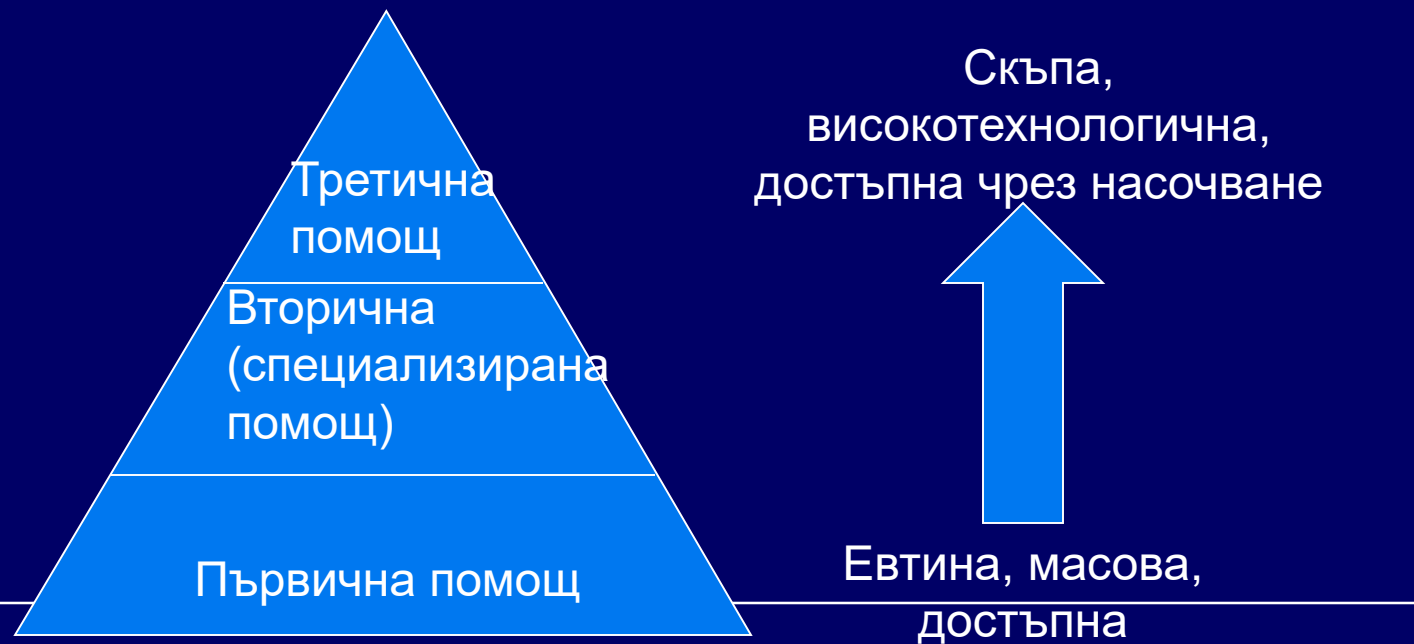 Третична
помощ
Вторична
(специализирана
помощ)
Първична помощ
Скъпа,
високотехнологична,
достъпна чрез насочване
Евтина, масова,
достъпна